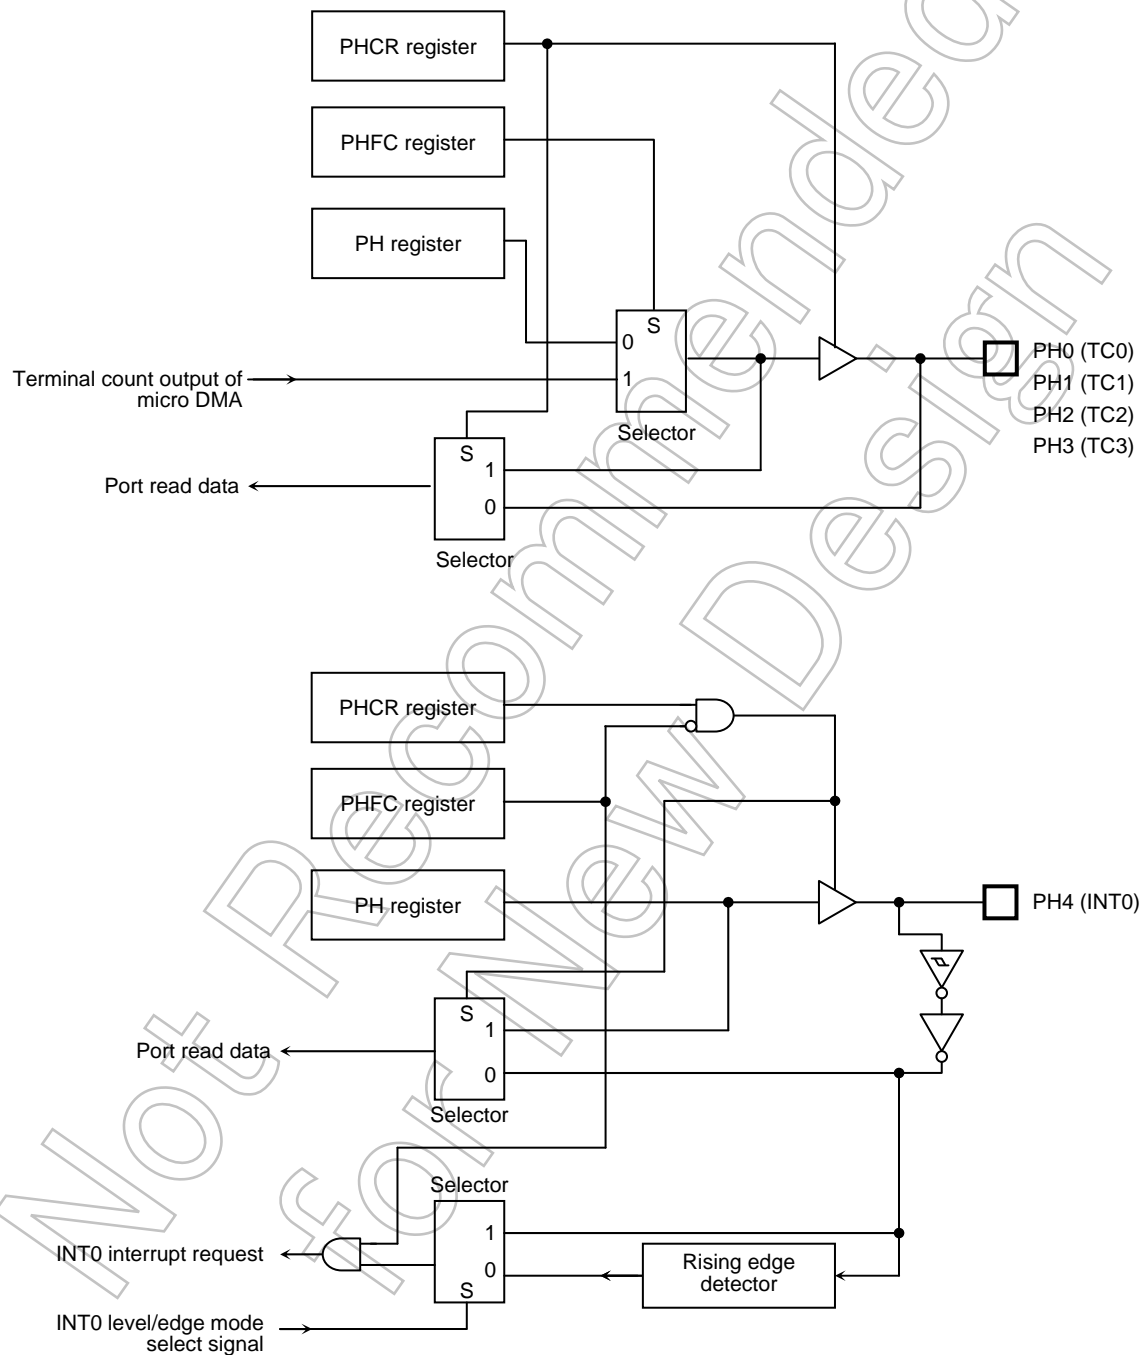 PHCR register
PHFC register
PH register
S
0
1
Selector
Terminal count output of
micro DMA
PH0 (TC0)
PH1 (TC1)
PH2 (TC2)
PH3 (TC3)
S
1
0
Port read data
Selector
PHCR register
PHFC register
PH register
PH4 (INT0)
S
1
0
Port read data
Selector
Selector
1
0
S
INT0 interrupt request
Rising edge
detector
INT0 level/edge mode
select signal
Not Recommended
for New Design